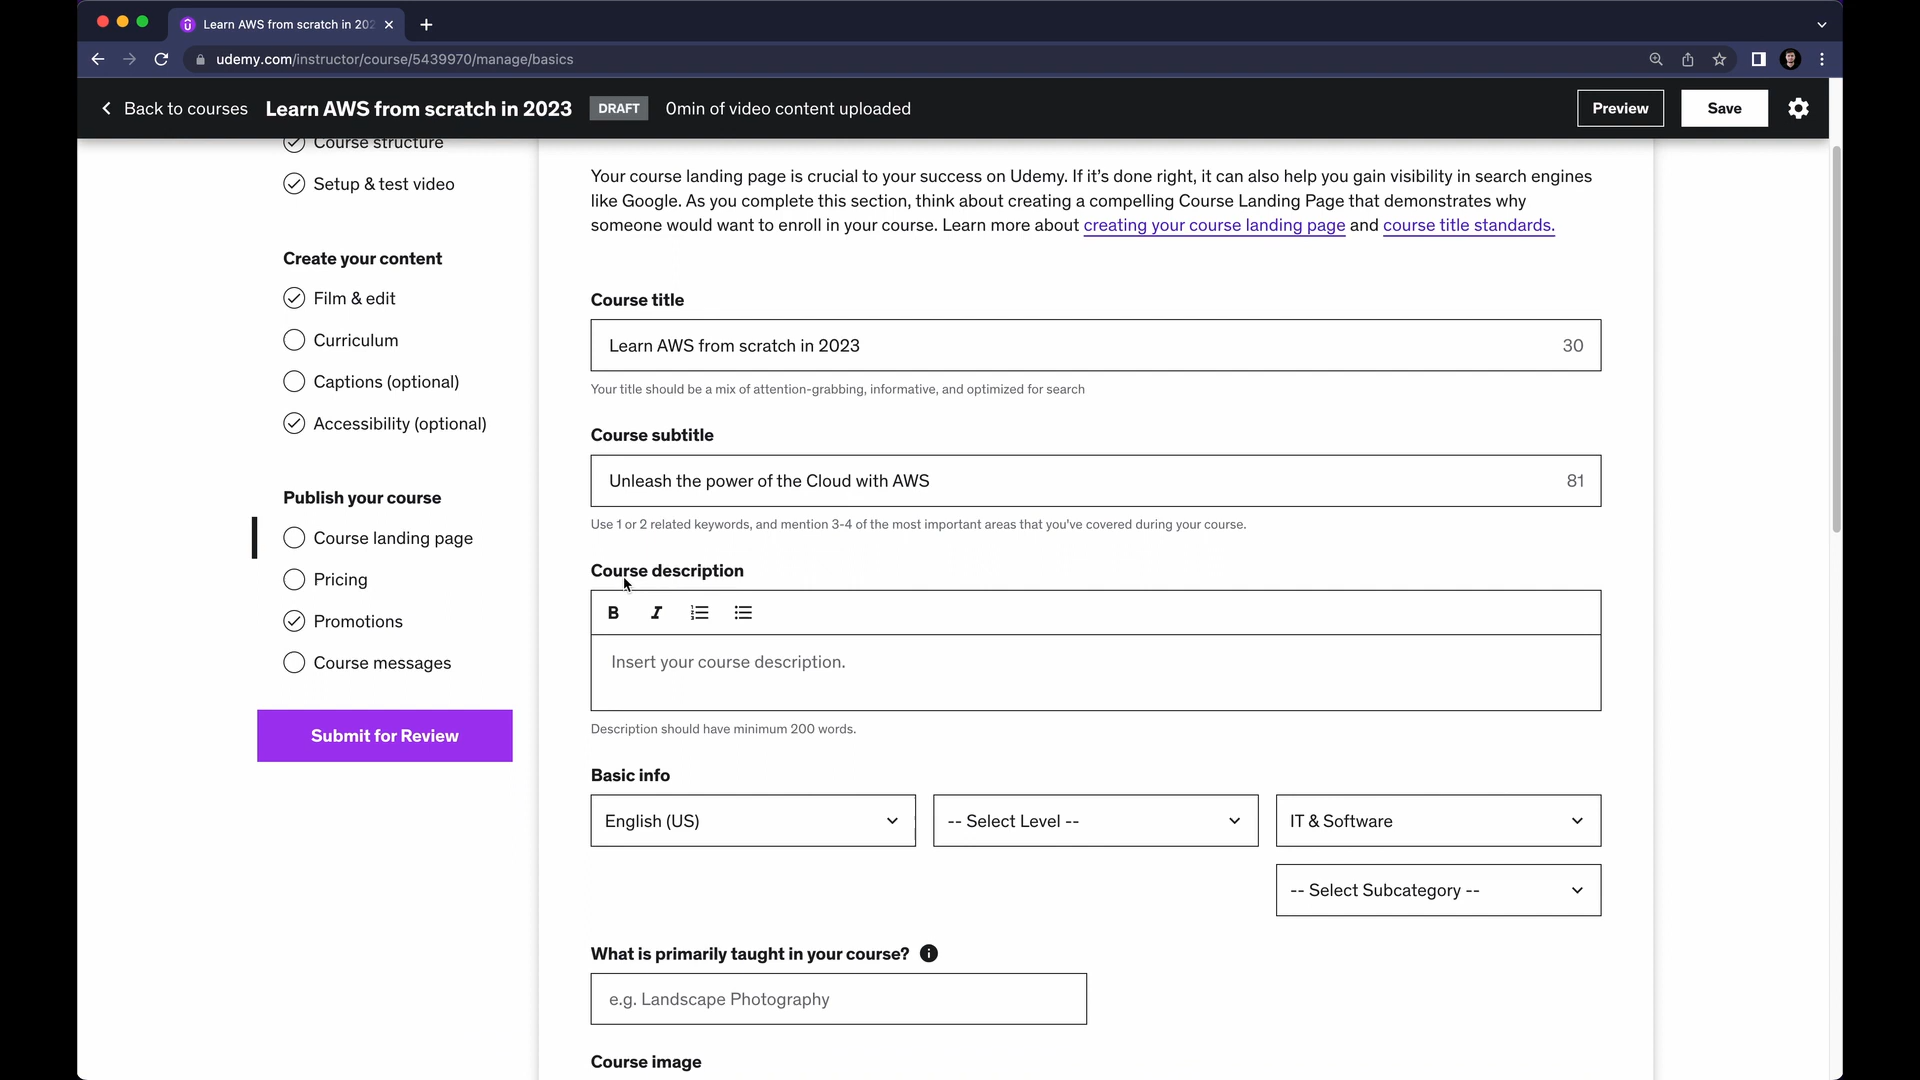 Learn AWS from scratch in 202
udemy.com/instructor/course/5439970/manage/basics
Back to courses
Learn AWS from scratch in 2023
DRAFT
0min of video content uploaded
Preview
Save
Course structure
Setup & test video
Create your content
Film & edit
Curriculum
Captions (optional)
Accessibility (optional)
Publish your course
Course landing page
Pricing
Promotions
Course messages
Submit for Review
Your course landing page is crucial to your success on Udemy. If it's done right, it can also help you gain visibility in search engines
like Google. As you complete this section, think about creating a compelling Course Landing Page that demonstrates why
someone would want to enroll in your course. Learn more about creating your course landing page and course title standards.
Course title
Learn AWS from scratch in 2023 30
Your title should be a mix of attention-grabbing, informative, and optimized for search
Course subtitle
Unleash the power of the Cloud with AWS 81
Use 1 or 2 related keywords, and mention 3-4 of the most important areas that you've covered during your course.
Course description
B I
Insert your course description.
Description should have minimum 200 words.
Basic info
English (US)
-- Select Level --
IT & Software
-- Select Subcategory --
What is primarily taught in your course?
e.g. Landscape Photography
Course image